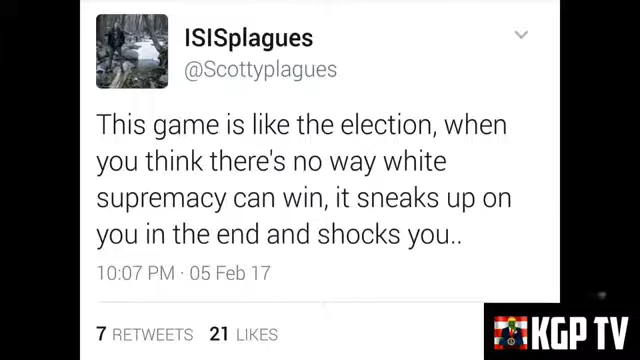 ISISplagues
@Scottyplagues
This game is like the election, when
you think there's no way white
supremacy can win, it sneaks up on
you in the end and shocks you..
10:07 PM · 05 Feb 17
7 RETWEETS 21 LIKES
KGP TV